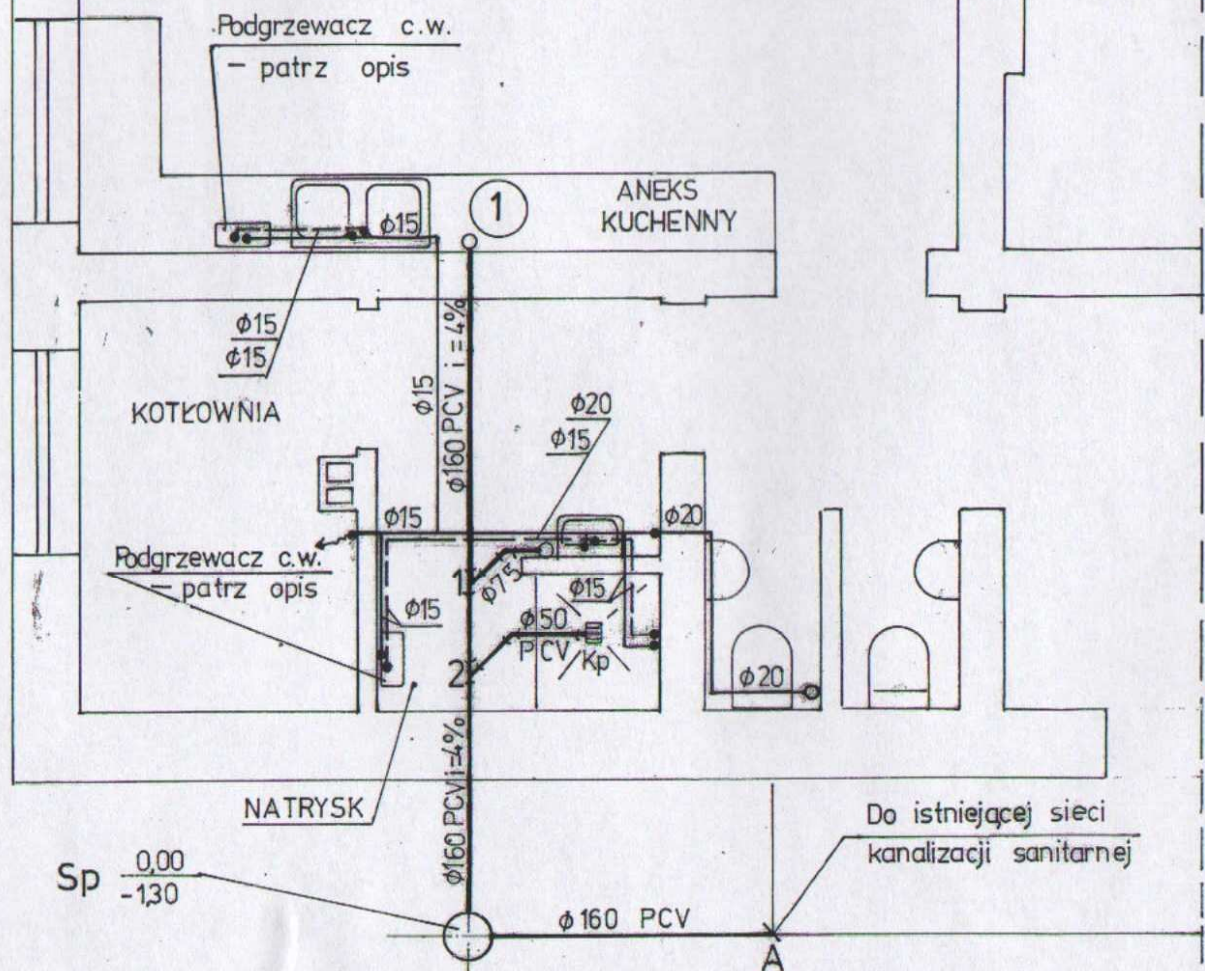 Podgrzewacz c.w.
– patrz opis
1
ANEKS
KUCHENNY
ϕ15
ϕ15
ϕ15
KOTŁOWNIA
ϕ15
ϕ160 PCV i=4%
ϕ20
ϕ15
ϕ15
ϕ20
Podgrzewacz c.w.
– patrz opis
1
ϕ75
ϕ15
ϕ15
ϕ50
PCV
Kp
2
ϕ20
ϕ160 PCV i=4%
NATRYSK
Do istniejącej sieci
kanalizacji sanitarnej
Sp
0,00
-1,30
ϕ 160 PCV
A